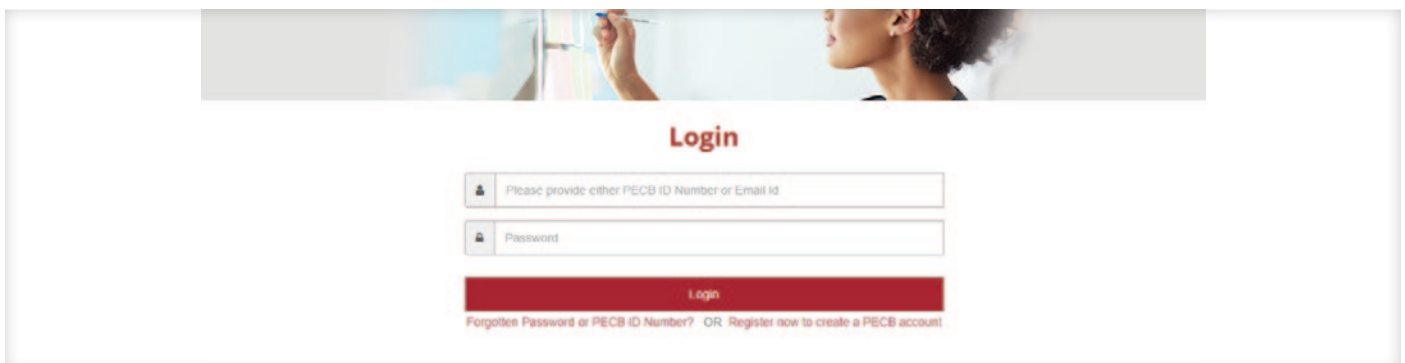 Login
Please provide either PECB ID Number or Email Id
Password
Login
Forgotten Password or PECB ID Number? OR Register now to create a PECB account